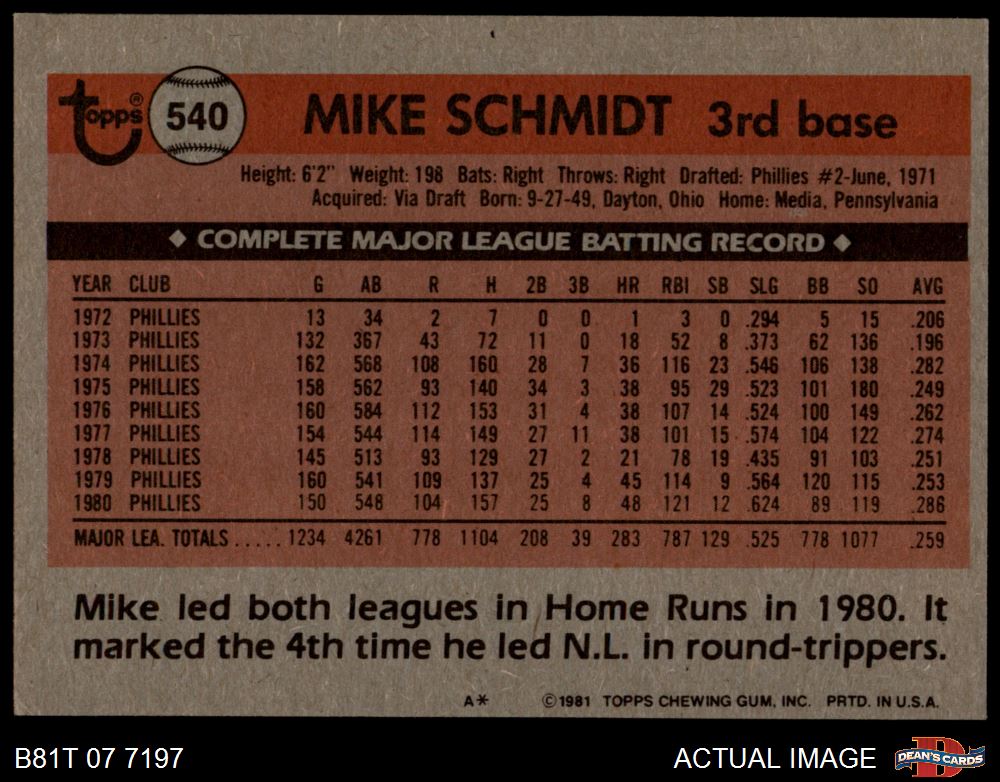 Topps® 540 MIKE SCHMIDT 3rd base
Height: 6'2" Weight: 198 Bats: Right Throws: Right Drafted: Phillies #2-June, 1971
Acquired: Via Draft Born: 9-27-49, Dayton, Ohio Home: Media, Pennsylvania
◆ COMPLETE MAJOR LEAGUE BATTING RECORD ◆
YEAR CLUB G AB R H 2B 3B HR RBI SB SLG BB SO AVG
1972 PHILLIES 13 34 2 7 0 0 1 3 0 .294 5 15 .206
1973 PHILLIES 132 367 43 72 11 0 18 52 8 .373 62 136 .196
1974 PHILLIES 162 568 108 160 28 7 36 116 23 .546 106 138 .282
1975 PHILLIES 158 562 93 140 34 3 38 95 29 .523 101 180 .249
1976 PHILLIES 160 584 112 153 31 4 38 107 14 .524 100 149 .262
1977 PHILLIES 154 544 114 149 27 11 38 101 15 .574 104 122 .274
1978 PHILLIES 145 513 93 129 27 2 21 78 19 .435 91 103 .251
1979 PHILLIES 160 541 109 137 25 4 45 114 9 .564 120 115 .253
1980 PHILLIES 150 548 104 157 25 8 48 121 12 .624 89 119 .286
MAJOR LEA. TOTALS ..... 1234 4261 778 1104 208 39 283 787 129 .525 778 1077 .259
Mike led both leagues in Home Runs in 1980. It
marked the 4th time he led N.L. in round-trippers.
A* ©1981 TOPPS CHEWING GUM, INC. PRTD. IN U.S.A.
B81T 07 7197 ACTUAL IMAGE D DEAN'S CARDS